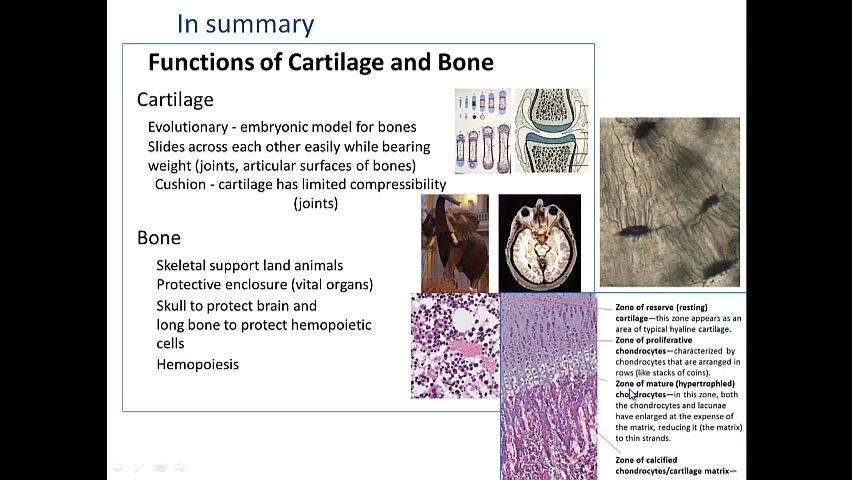 In summary
Functions of Cartilage and Bone
Cartilage
Evolutionary - embryonic model for bones
Slides across each other easily while bearing
weight (joints, articular surfaces of bones)
Cushion - cartilage has limited compressibility
(joints)
Bone
Skeletal support land animals
Protective enclosure (vital organs)
Skull to protect brain and
long bone to protect hemopoietic
cells
Hemopoiesis
Zone of reserve (resting)
cartilage—this zone appears as an
area of typical hyaline cartilage.
Zone of proliferative
chondrocytes—characterized by
chondrocytes that are arranged in
rows (like stacks of coins).
Zone of mature (hypertrophied)
chondrocytes—in this zone, both
the chondrocytes and lacunae
have enlarged at the expense of
the matrix, reducing it (the matrix)
to thin strands.
Zone of calcified
chondrocytes/cartilage matrix—